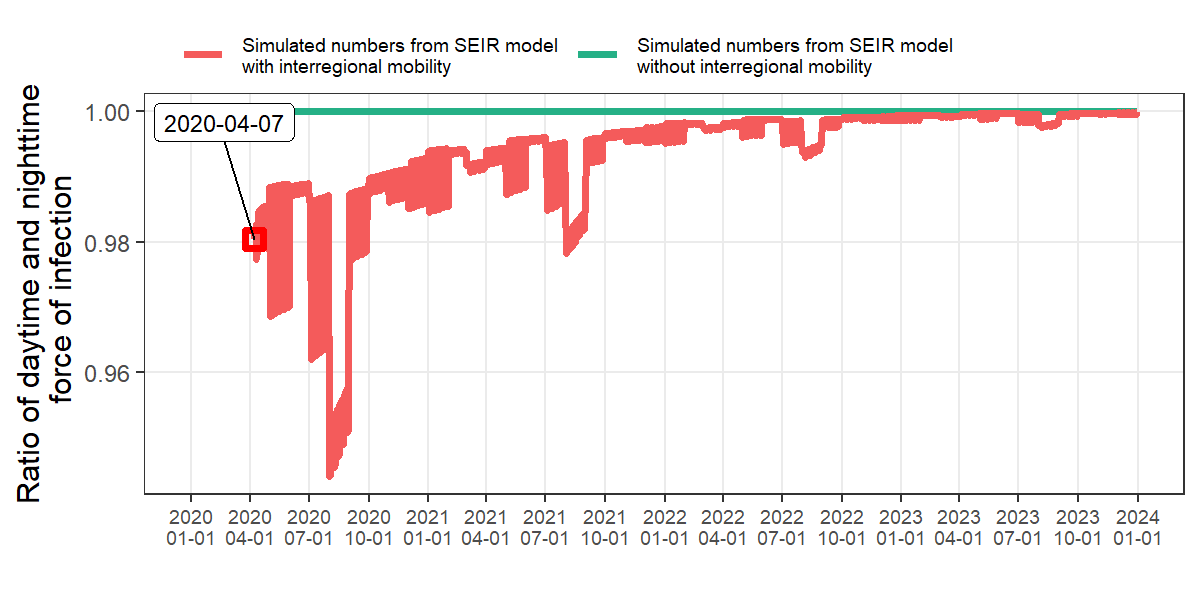 Simulated numbers from SEIR model
with interregional mobility
Simulated numbers from SEIR model
without interregional mobility
Ratio of daytime and nighttime
force of infection
1.00
0.98
0.96
2020-04-07
2020 2020 2020 2020 2021 2021 2021 2021 2022 2022 2022 2022 2023 2023 2023 2023 2024
01-01 04-01 07-01 10-01 01-01 04-01 07-01 10-01 01-01 04-01 07-01 10-01 01-01 04-01 07-01 10-01 01-01